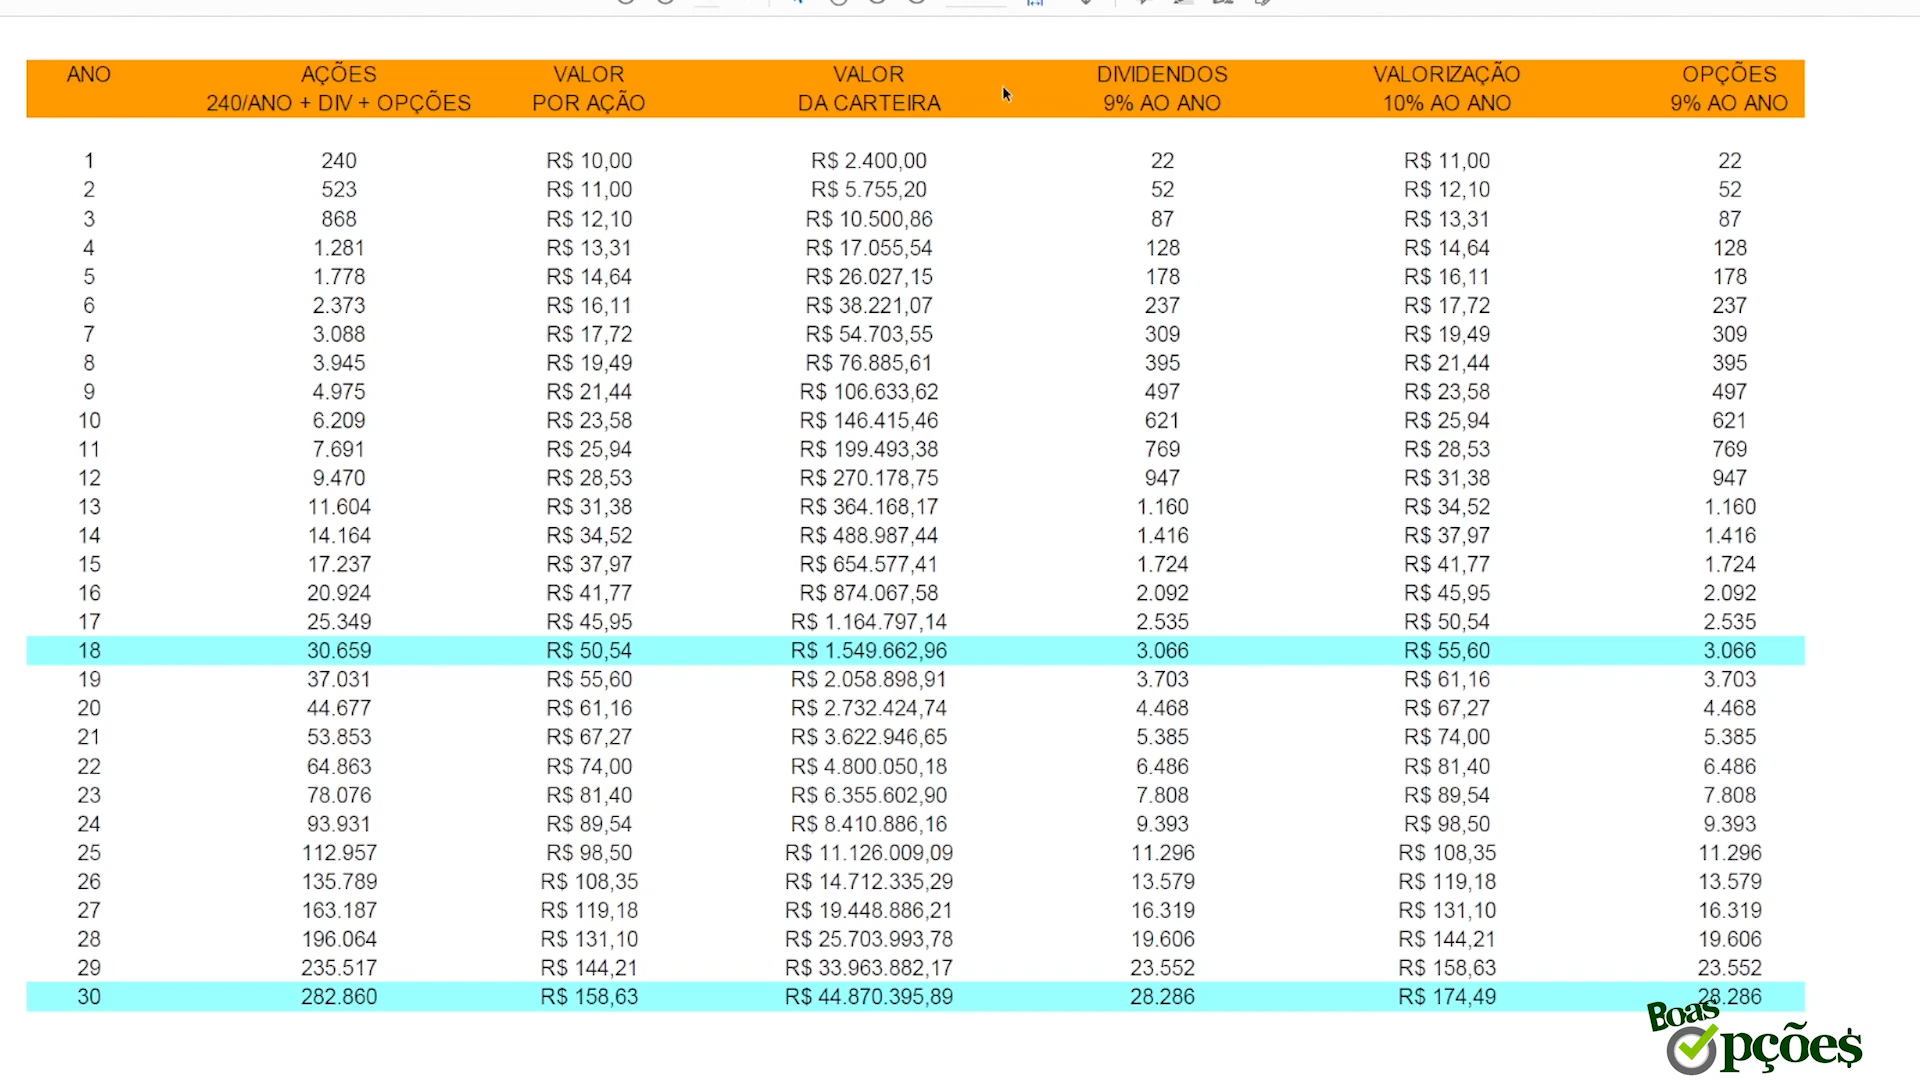 ANO AÇÕES VALOR VALOR DIVIDENDOS VALORIZAÇÃO OPÇÕES
240/ANO + DIV + OPÇÕES POR AÇÃO DA CARTEIRA 9% AO ANO 10% AO ANO 9% AO ANO
1 240 R$ 10,00 R$ 2.400,00 22 R$ 11,00 22
2 523 R$ 11,00 R$ 5.755,20 52 R$ 12,10 52
3 868 R$ 12,10 R$ 10.500,86 87 R$ 13,31 87
4 1.281 R$ 13,31 R$ 17.055,54 128 R$ 14,64 128
5 1.778 R$ 14,64 R$ 26.027,15 178 R$ 16,11 178
6 2.373 R$ 16,11 R$ 38.221,07 237 R$ 17,72 237
7 3.088 R$ 17,72 R$ 54.703,55 309 R$ 19,49 309
8 3.945 R$ 19,49 R$ 76.885,61 395 R$ 21,44 395
9 4.975 R$ 21,44 R$ 106.633,62 497 R$ 23,58 497
10 6.209 R$ 23,58 R$ 146.415,46 621 R$ 25,94 621
11 7.691 R$ 25,94 R$ 199.493,38 769 R$ 28,53 769
12 9.470 R$ 28,53 R$ 270.178,75 947 R$ 31,38 947
13 11.604 R$ 31,38 R$ 364.168,17 1.160 R$ 34,52 1.160
14 14.164 R$ 34,52 R$ 488.987,44 1.416 R$ 37,97 1.416
15 17.237 R$ 37,97 R$ 654.577,41 1.724 R$ 41,77 1.724
16 20.924 R$ 41,77 R$ 874.067,58 2.092 R$ 45,95 2.092
17 25.349 R$ 45,95 R$ 1.164.797,14 2.535 R$ 50,54 2.535
18 30.659 R$ 50,54 R$ 1.549.662,96 3.066 R$ 55,60 3.066
19 37.031 R$ 55,60 R$ 2.058.898,91 3.703 R$ 61,16 3.703
20 44.677 R$ 61,16 R$ 2.732.424,74 4.468 R$ 67,27 4.468
21 53.853 R$ 67,27 R$ 3.622.946,65 5.385 R$ 74,00 5.385
22 64.863 R$ 74,00 R$ 4.800.050,18 6.486 R$ 81,40 6.486
23 78.076 R$ 81,40 R$ 6.355.602,90 7.808 R$ 89,54 7.808
24 93.931 R$ 89,54 R$ 8.410.886,16 9.393 R$ 98,50 9.393
25 112.957 R$ 98,50 R$ 11.126.009,09 11.296 R$ 108,35 11.296
26 135.789 R$ 108,35 R$ 14.712.335,29 13.579 R$ 119,18 13.579
27 163.187 R$ 119,18 R$ 19.448.886,21 16.319 R$ 131,10 16.319
28 196.064 R$ 131,10 R$ 25.703.993,78 19.606 R$ 144,21 19.606
29 235.517 R$ 144,21 R$ 33.963.882,17 23.552 R$ 158,63 23.552
30 282.860 R$ 158,63 R$ 44.870.395,89 28.286 R$ 174,49 28.286
Boas
Opçõe$